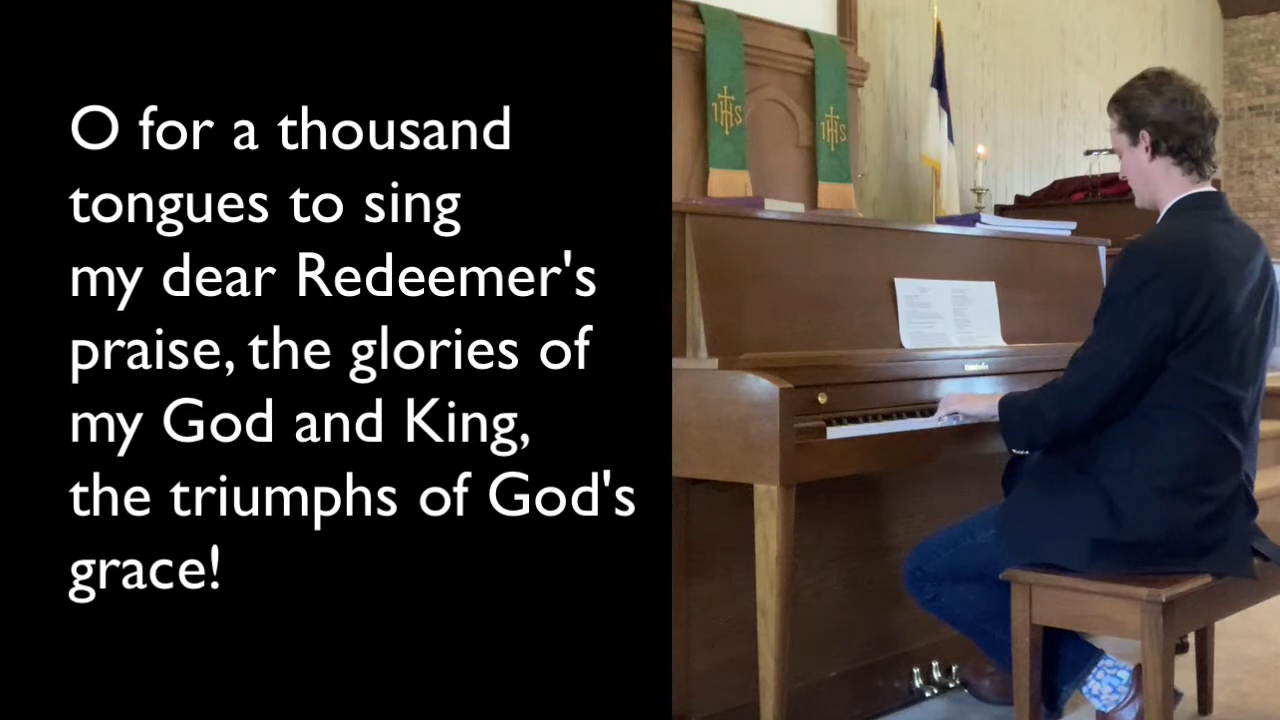 O for a thousand
tongues to sing
my dear Redeemer's
praise, the glories of
my God and King,
the triumphs of God's
grace!
IHS
IHS